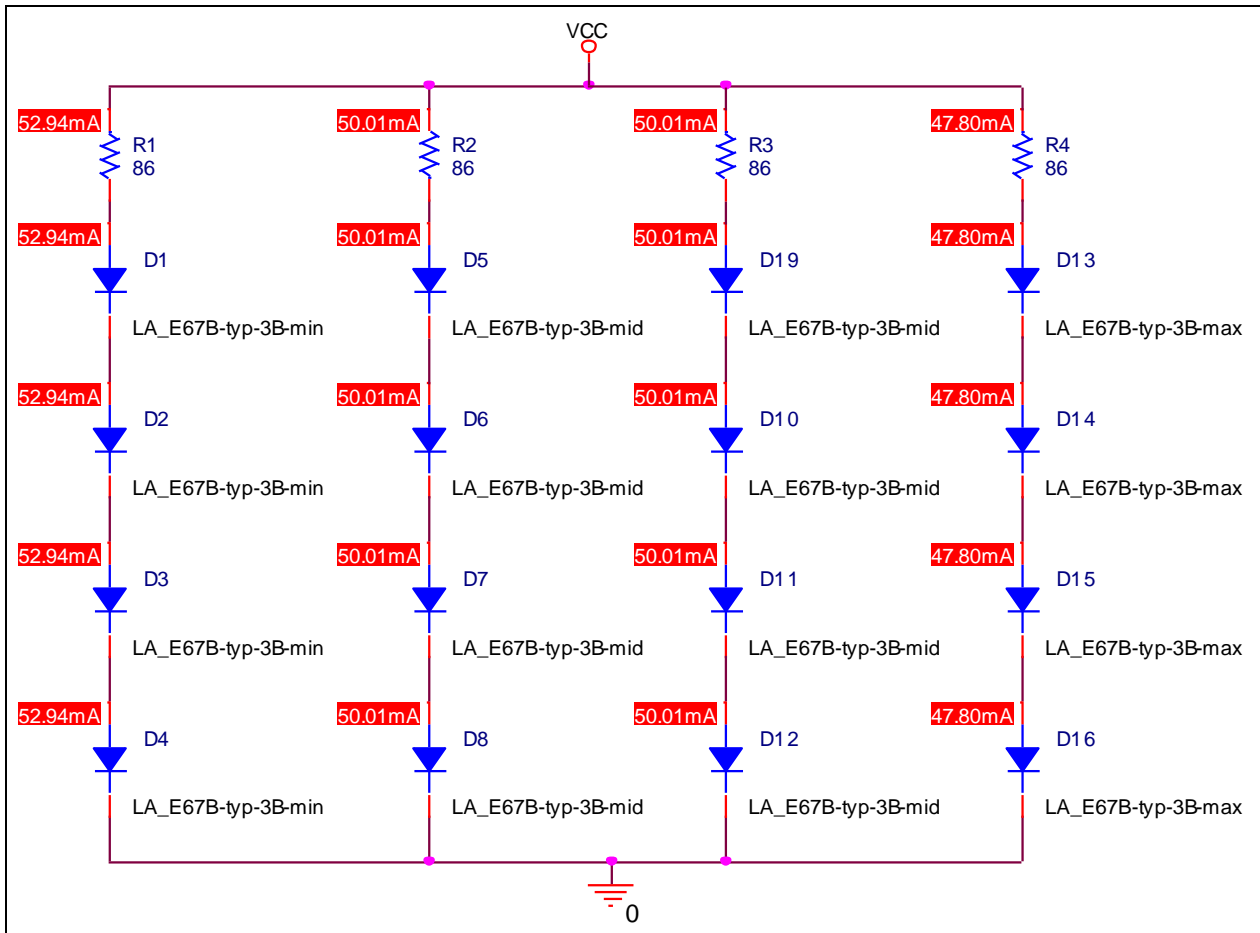 VCC
52.94mA 50.01mA 50.01mA 47.80mA
R1 R2 R3 R4
86 86 86 86
52.94mA 50.01mA 50.01mA 47.80mA
D1 D5 D19 D13
LA_E67B-typ-3B-min LA_E67B-typ-3B-mid LA_E67B-typ-3B-mid LA_E67B-typ-3B-max
52.94mA 50.01mA 50.01mA 47.80mA
D2 D6 D10 D14
LA_E67B-typ-3B-min LA_E67B-typ-3B-mid LA_E67B-typ-3B-mid LA_E67B-typ-3B-max
52.94mA 50.01mA 50.01mA 47.80mA
D3 D7 D11 D15
LA_E67B-typ-3B-min LA_E67B-typ-3B-mid LA_E67B-typ-3B-mid LA_E67B-typ-3B-max
52.94mA 50.01mA 50.01mA 47.80mA
D4 D8 D12 D16
LA_E67B-typ-3B-min LA_E67B-typ-3B-mid LA_E67B-typ-3B-mid LA_E67B-typ-3B-max
0